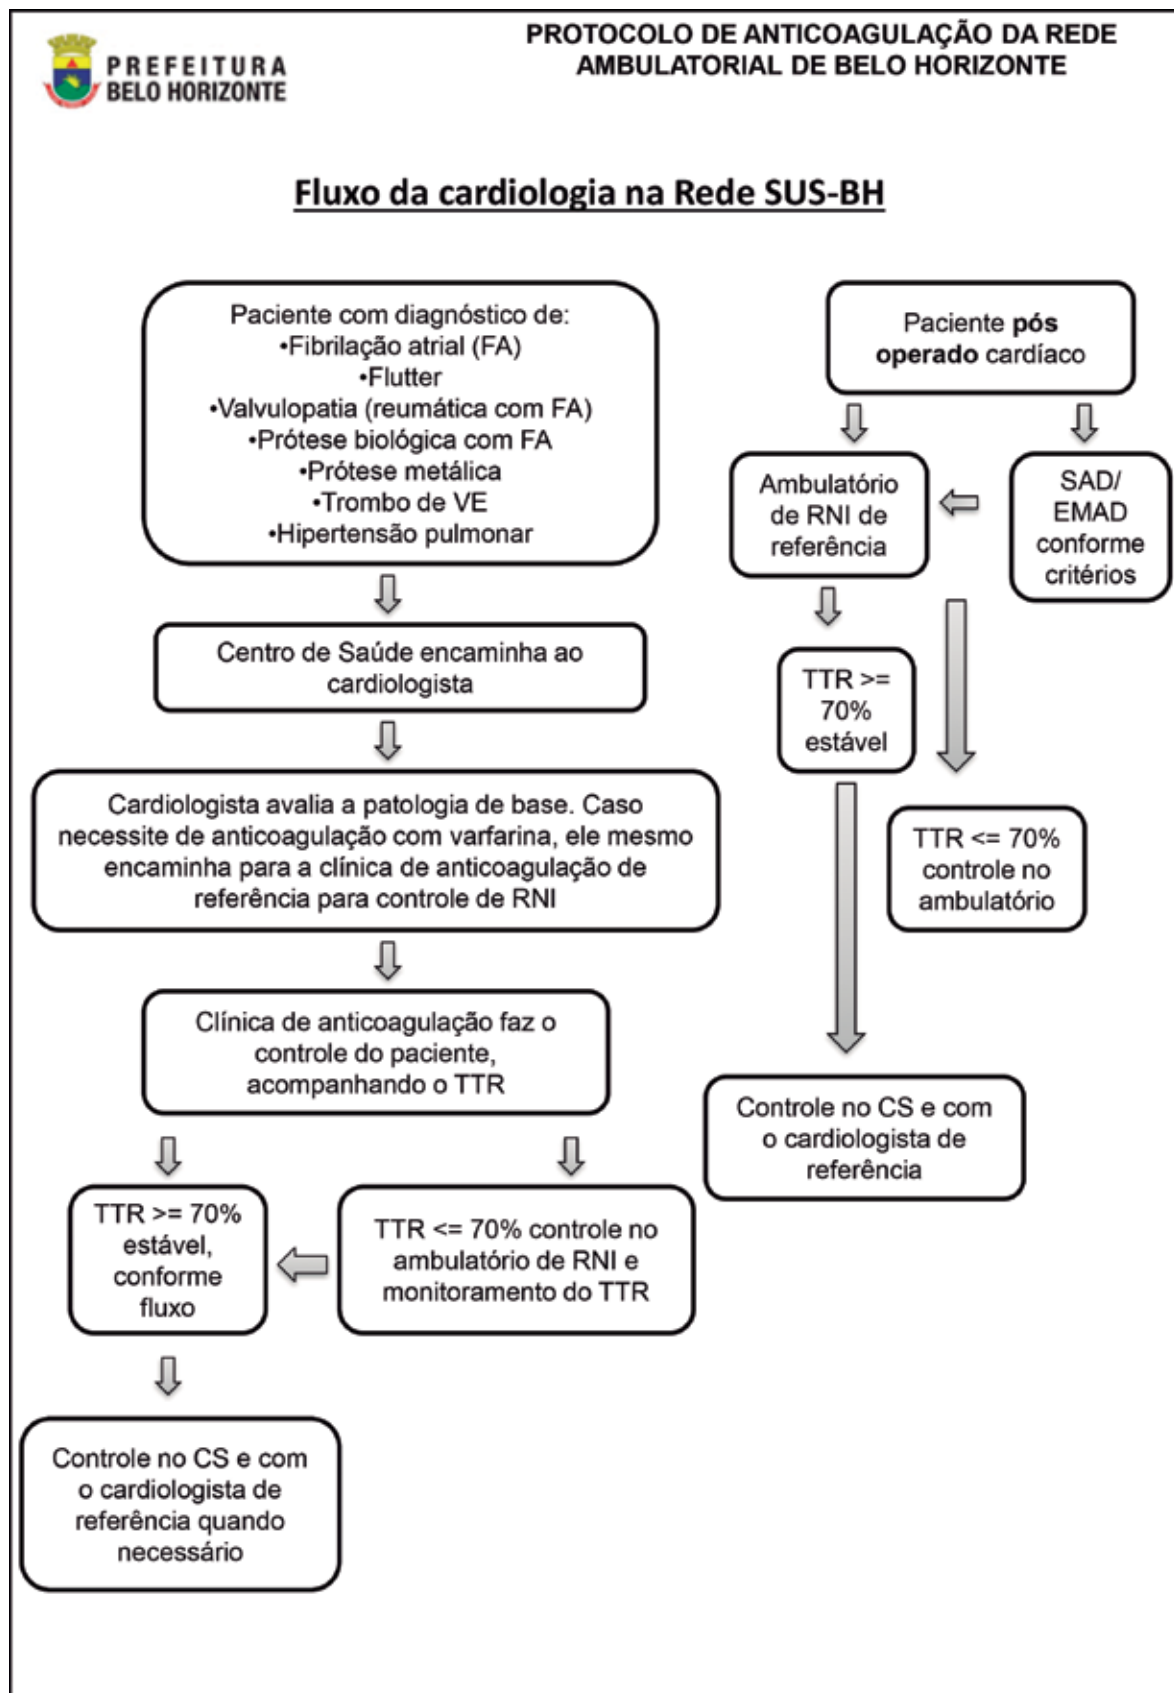 PREFEITURA
BELO HORIZONTE
PROTOCOLO DE ANTICOAGULAÇÃO DA REDE
AMBULATORIAL DE BELO HORIZONTE
Fluxo da cardiologia na Rede SUS-BH
Paciente com diagnóstico de:
•Fibrilação atrial (FA)
•Flutter
•Valvulopatia (reumática com FA)
•Prótese biológica com FA
•Prótese metálica
•Trombo de VE
•Hipertensão pulmonar
Centro de Saúde encaminha ao
cardiologista
Cardiologista avalia a patologia de base. Caso
necessite de anticoagulação com varfarina, ele mesmo
encaminha para a clínica de anticoagulação de
referência para controle de RNI
Clínica de anticoagulação faz o
controle do paciente,
acompanhando o TTR
TTR >= 70%
estável,
conforme
fluxo
TTR <= 70% controle no
ambulatório de RNI e
monitoramento do TTR
Controle no CS e com
o cardiologista de
referência quando
necessário
Paciente pós
operado cardíaco
Ambulatório
de RNI de
referência
SAD/
EMAD
conforme
critérios
TTR >=
70%
estável
TTR <= 70%
controle no
ambulatório
Controle no CS e com
o cardiologista de
referência